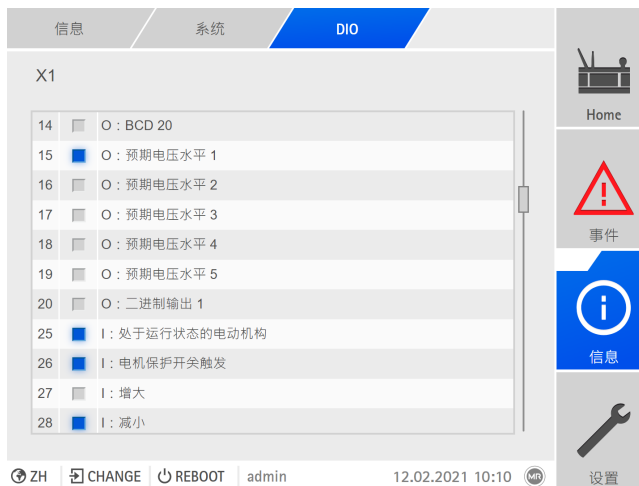 信息 系统 DIO
X1
14 O：BCD 20
15 O：预期电压水平 1
16 O：预期电压水平 2
17 O：预期电压水平 3
18 O：预期电压水平 4
19 O：预期电压水平 5
20 O：二进制输出 1
25 I：处于运行状态的电动机构
26 I：电机保护开关触发
27 I：增大
28 I：减小
Home
事件
信息
设置
ZH CHANGE REBOOT admin 12.02.2021 10:10 MR